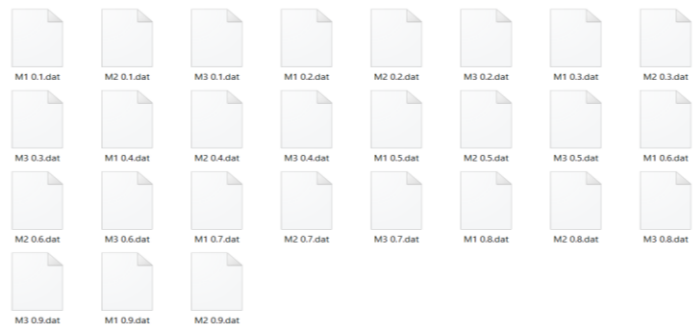 M1 0.1.dat M2 0.1.dat M3 0.1.dat M1 0.2.dat M2 0.2.dat M3 0.2.dat M1 0.3.dat M2 0.3.dat
M3 0.3.dat M1 0.4.dat M2 0.4.dat M3 0.4.dat M1 0.5.dat M2 0.5.dat M3 0.5.dat M1 0.6.dat
M2 0.6.dat M3 0.6.dat M1 0.7.dat M2 0.7.dat M3 0.7.dat M1 0.8.dat M2 0.8.dat M3 0.8.dat
M3 0.9.dat M1 0.9.dat M2 0.9.dat